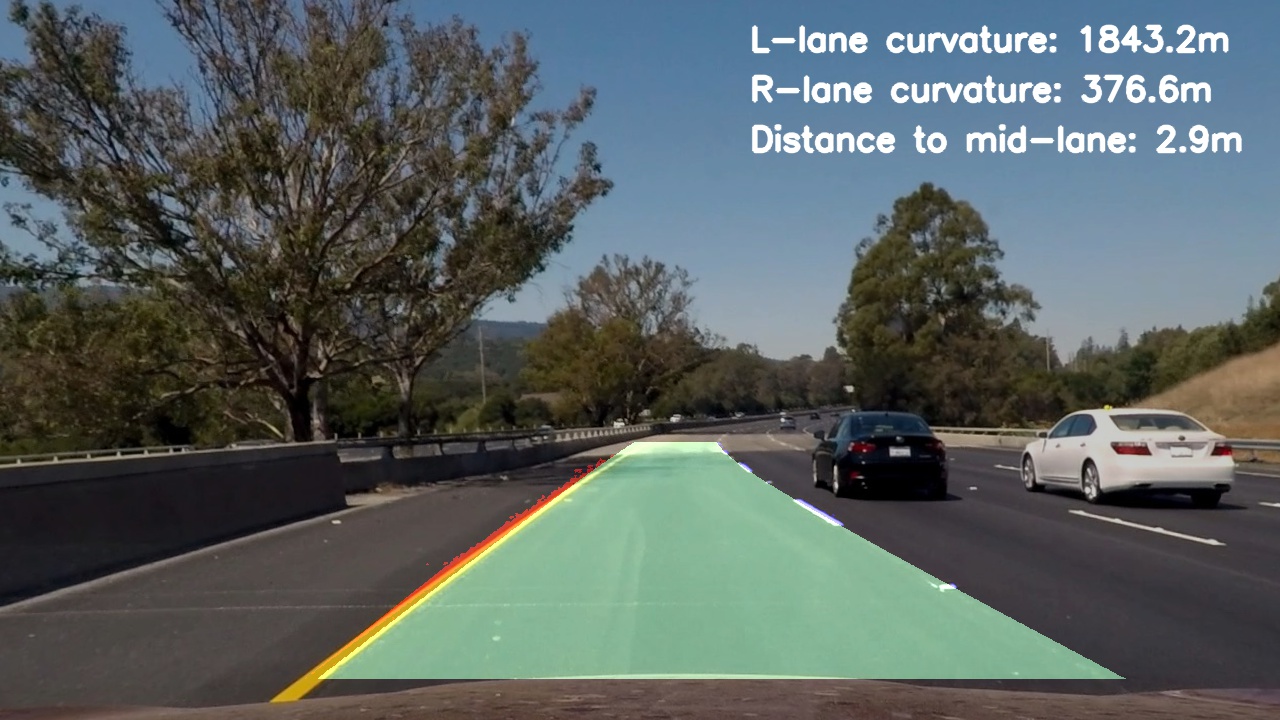 L-lane curvature: 1843.2m
R-lane curvature: 376.6m
Distance to mid-lane: 2.9m